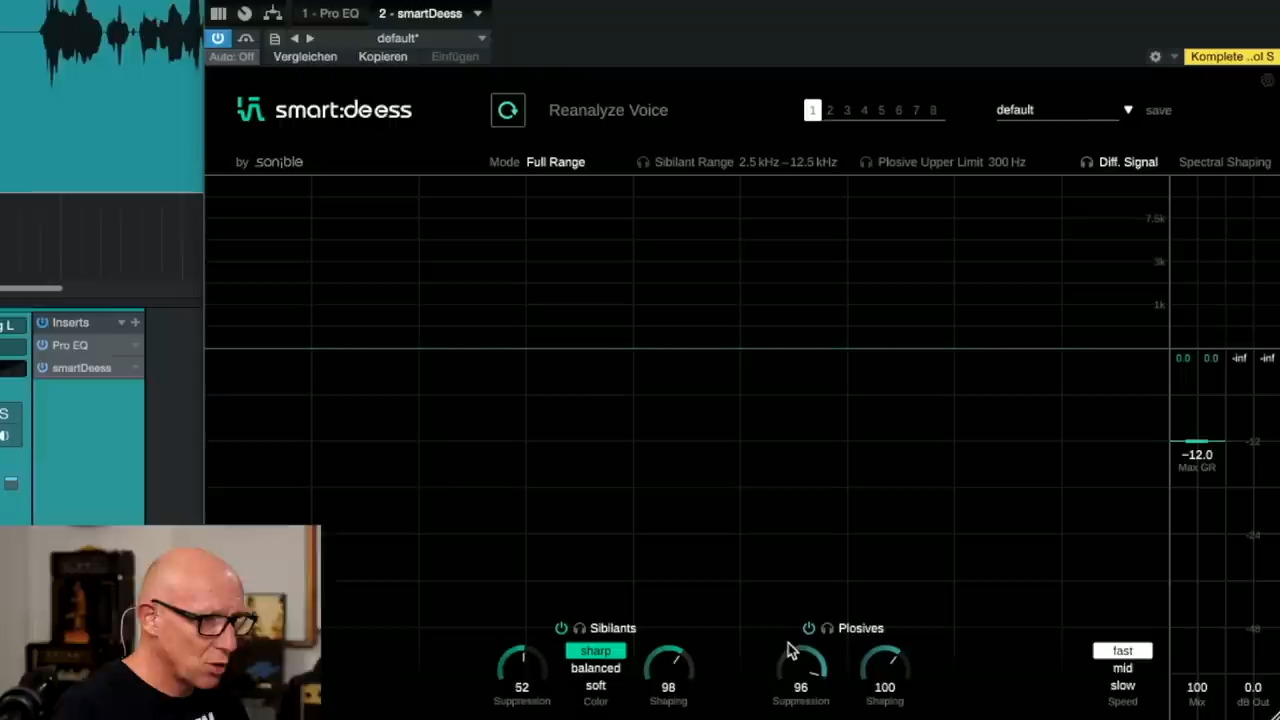 1 - Pro EQ 2 - smartDeess
default*
Auto: Off Vergleichen Kopieren Einfügen Komplete ..ol S
smart:deess Reanalyze Voice 1 2 3 4 5 6 7 8 default save
by sonible Mode Full Range Sibilant Range 2.5 kHz – 12.5 kHz Plosive Upper Limit 300 Hz Diff. Signal Spectral Shaping
7.5k
3k
1k
g L Inserts
Pro EQ
smartDeess
S
0.0 0.0 -inf -inf
-12
−12.0
Max GR
-24
-48
Sibilants Plosives
sharp fast
balanced mid
soft slow
52 98 96 100 100 0.0
Suppression Color Shaping Suppression Shaping Speed Mix dB Out